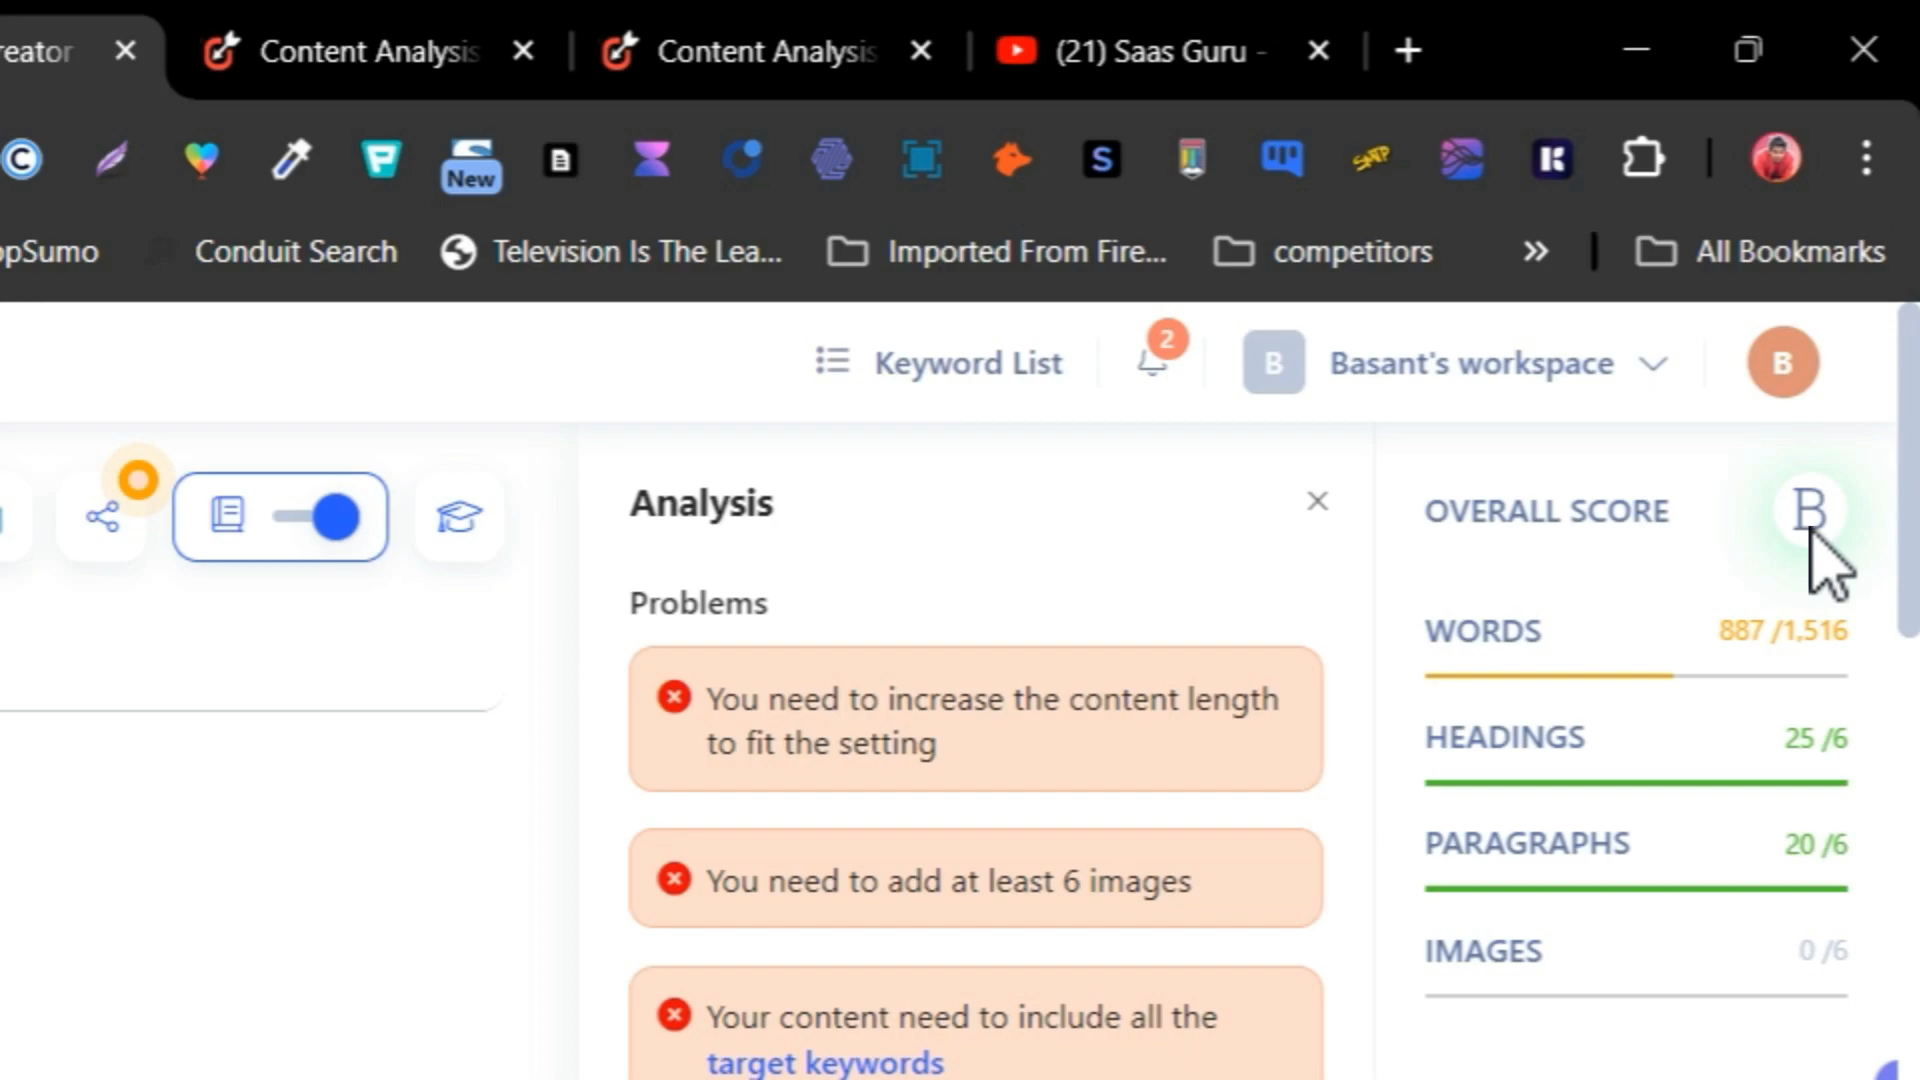 reator
Content Analysis
Content Analysis
(21) Saas Guru -
New
opSumo
Conduit Search
Television Is The Lea...
Imported From Fire...
competitors
All Bookmarks
Keyword List
2
B
Basant's workspace
B
Analysis
OVERALL SCORE
B
Problems
WORDS
887 /1,516
You need to increase the content length
to fit the setting
HEADINGS
25 /6
PARAGRAPHS
20 /6
You need to add at least 6 images
IMAGES
0 /6
Your content need to include all the
target keywords